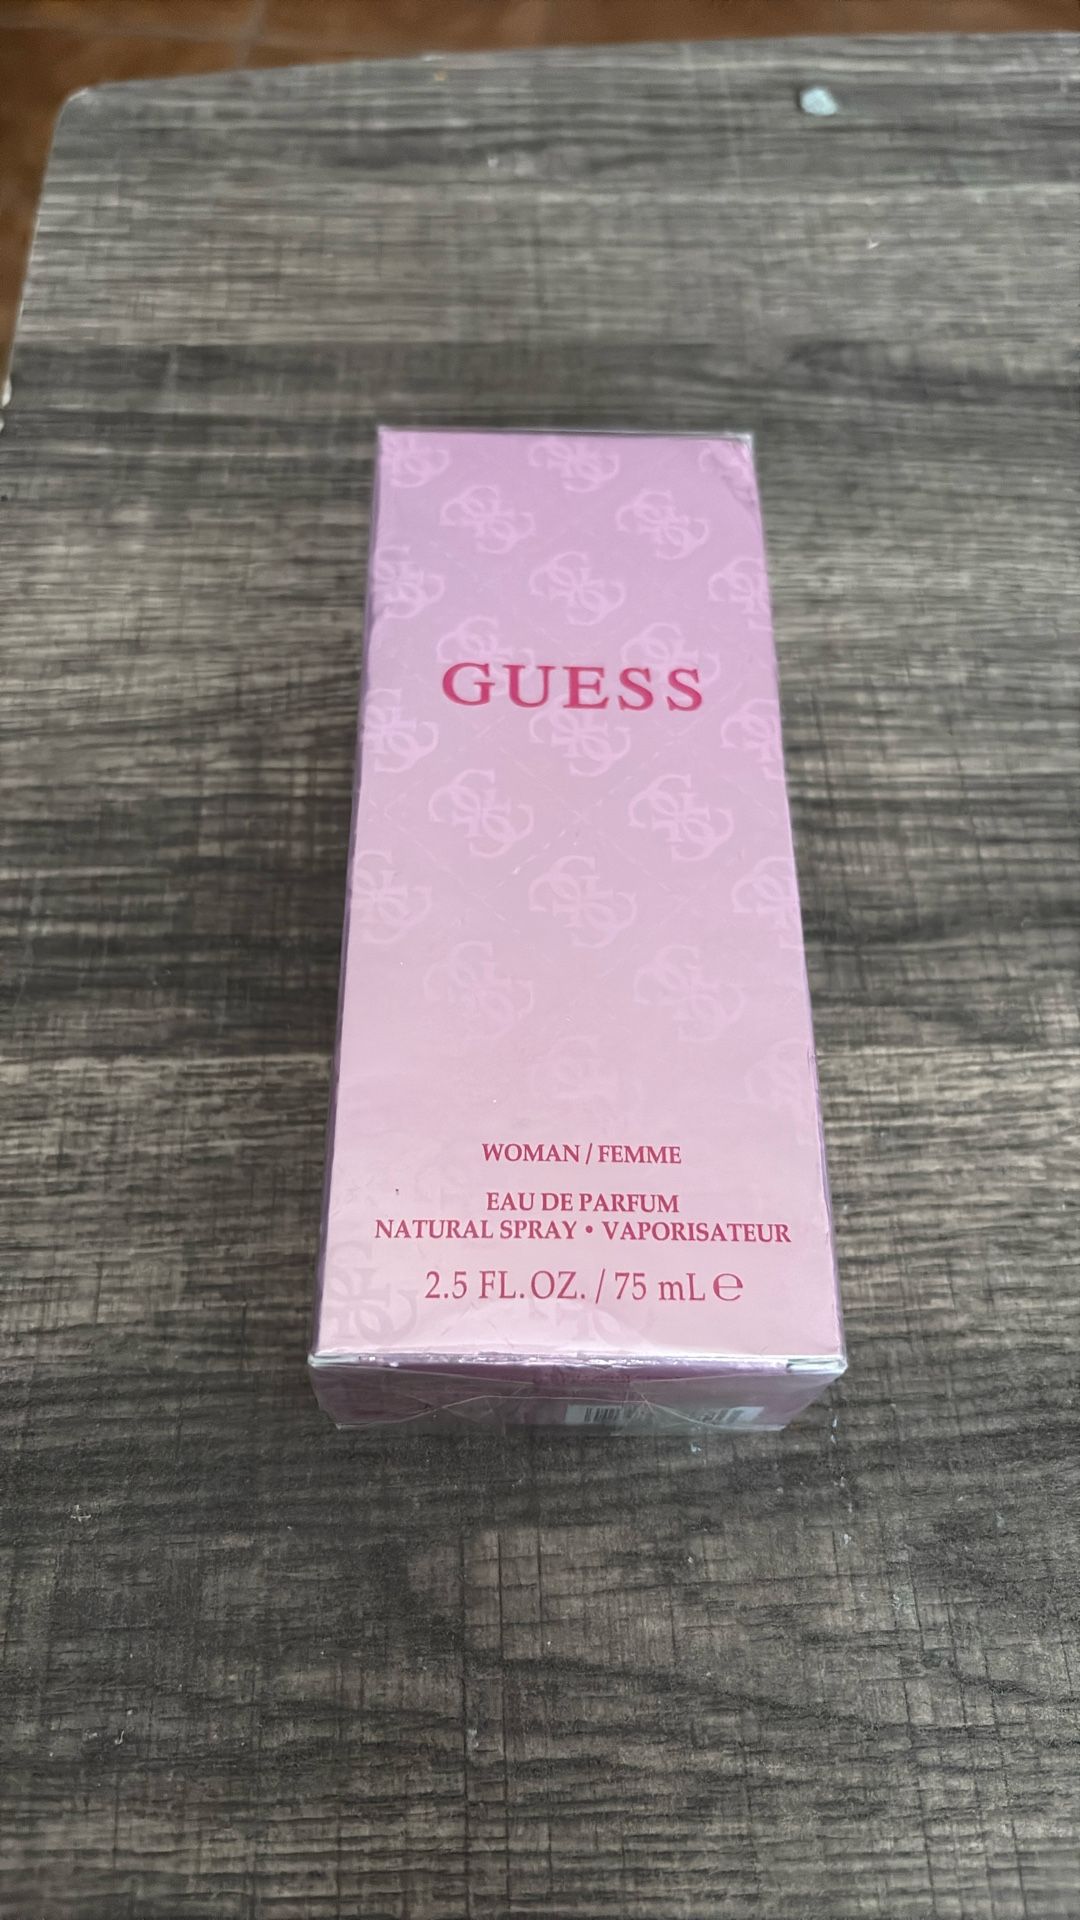 GUESS
WOMAN / FEMME
EAU DE PARFUM
NATURAL SPRAY • VAPORISATEUR
2.5 FL.OZ. / 75 mL ℮